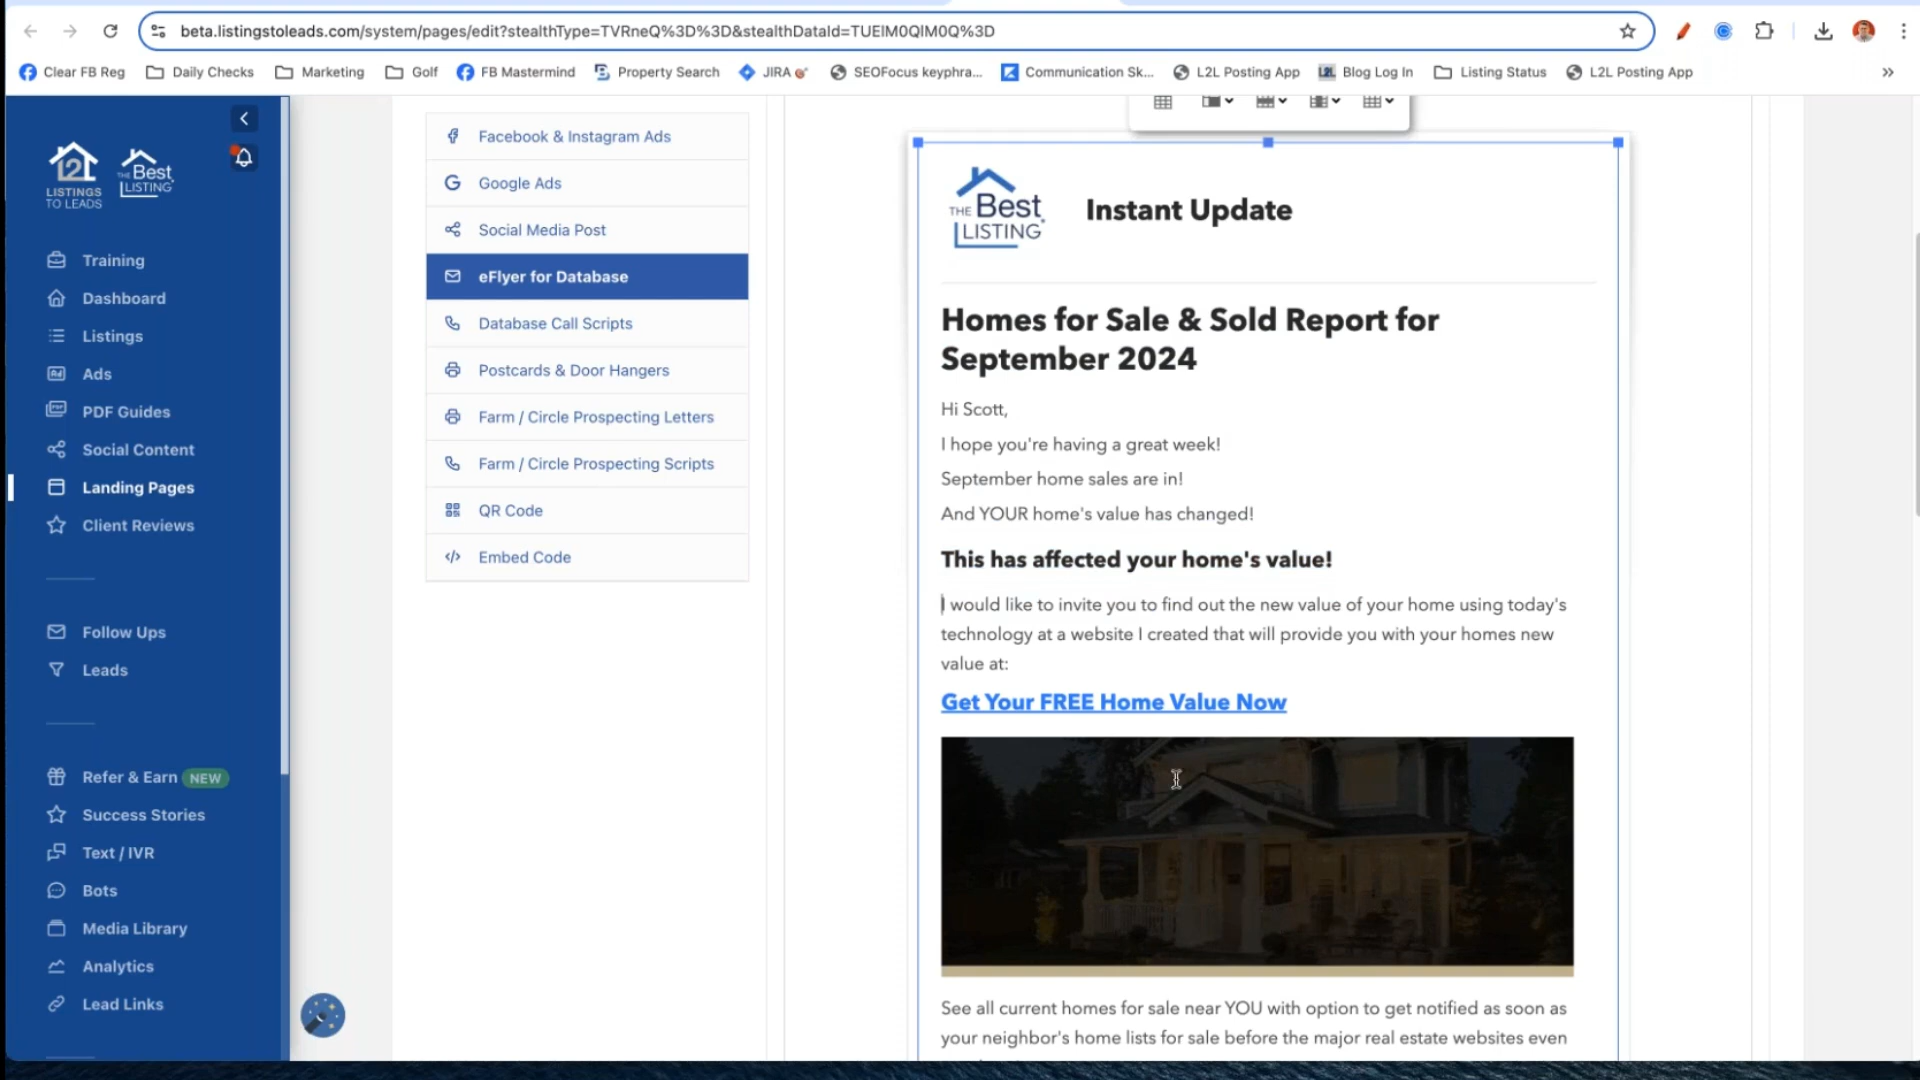 beta.listingstoleads.com/system/pages/edit?stealthType=TVRneQ%3D%3D&stealthDataId=TUElM0QlM0Q%3D
Clear FB Reg Daily Checks Marketing Golf FB Mastermind Property Search JIRA SEOFocus keyphra... Communication Sk... L2L Posting App Blog Log In Listing Status L2L Posting App
L2L
LISTINGS
TO LEADS
THE Best
LISTING
Training
Dashboard
Listings
Ads
PDF Guides
Social Content
Landing Pages
Client Reviews
Follow Ups
Leads
Refer & Earn NEW
Success Stories
Text / IVR
Bots
Media Library
Analytics
Lead Links
Facebook & Instagram Ads
Google Ads
Social Media Post
eFlyer for Database
Database Call Scripts
Postcards & Door Hangers
Farm / Circle Prospecting Letters
Farm / Circle Prospecting Scripts
QR Code
Embed Code
THE Best
LISTING
Instant Update
Homes for Sale & Sold Report for
September 2024
Hi Scott,
I hope you're having a great week!
September home sales are in!
And YOUR home's value has changed!
This has affected your home's value!
I would like to invite you to find out the new value of your home using today's
technology at a website I created that will provide you with your homes new
value at:
Get Your FREE Home Value Now
See all current homes for sale near YOU with option to get notified as soon as
your neighbor's home lists for sale before the major real estate websites even